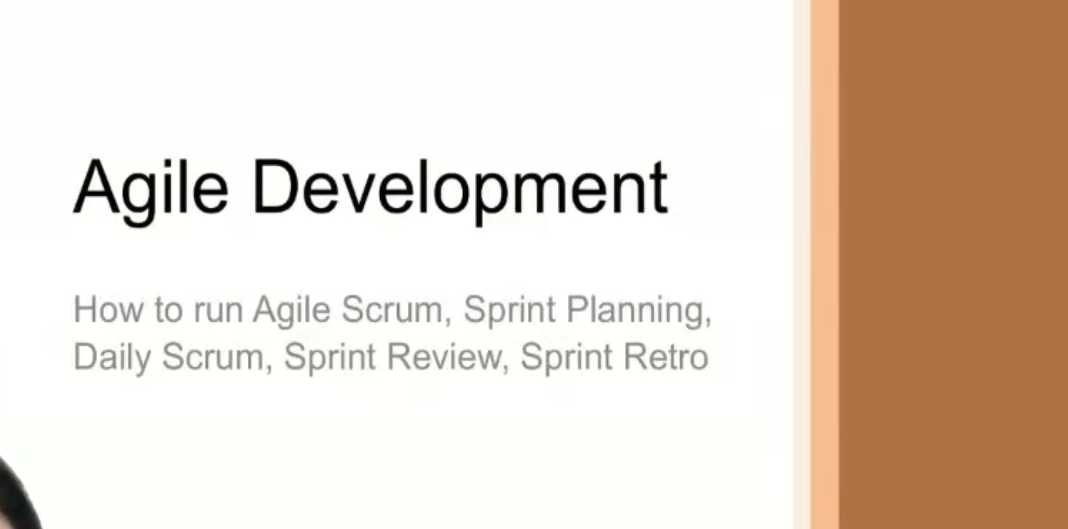 Agile Development
How to run Agile Scrum, Sprint Planning,
Daily Scrum, Sprint Review, Sprint Retro